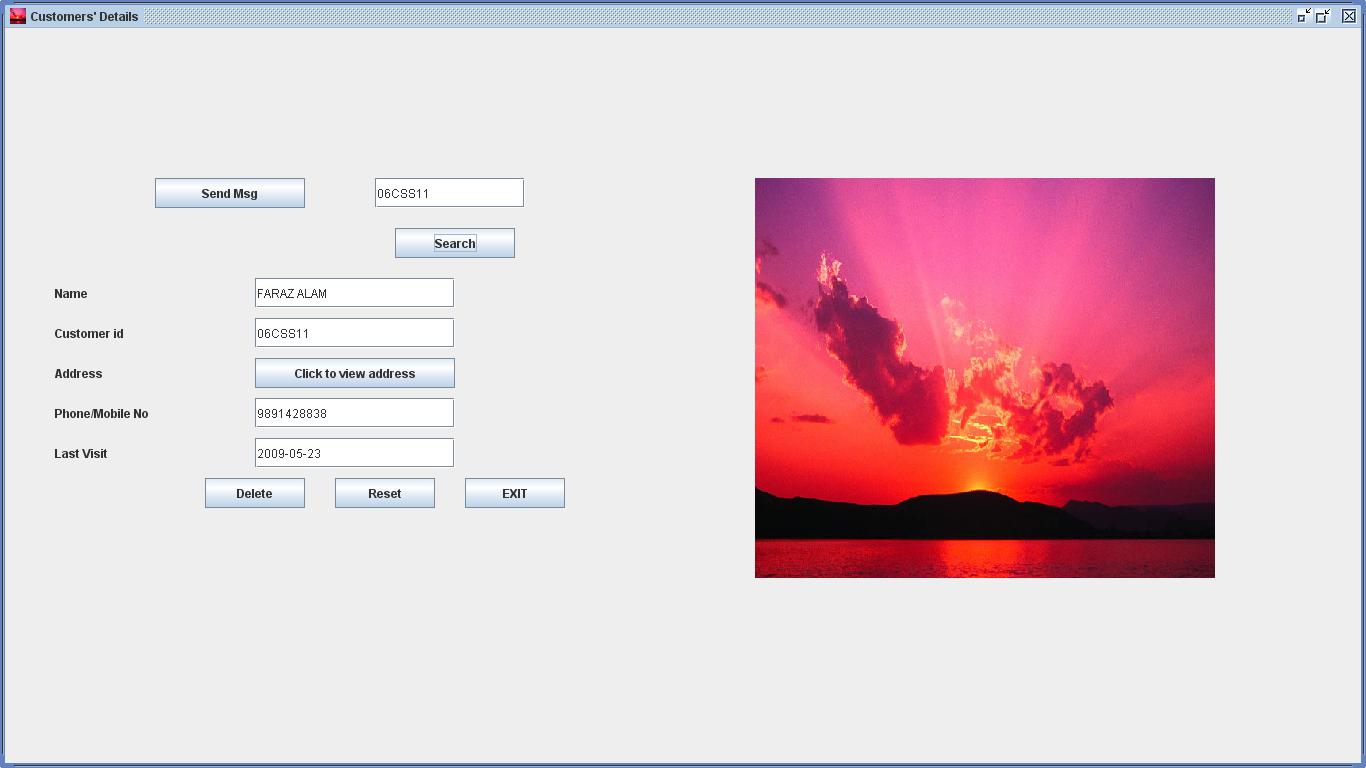 Customers' Details
Send Msg 06CSS11
Search
Name FARAZ ALAM
Customer id 06CSS11
Address Click to view address
Phone/Mobile No 9891428838
Last Visit 2009-05-23
Delete Reset EXIT